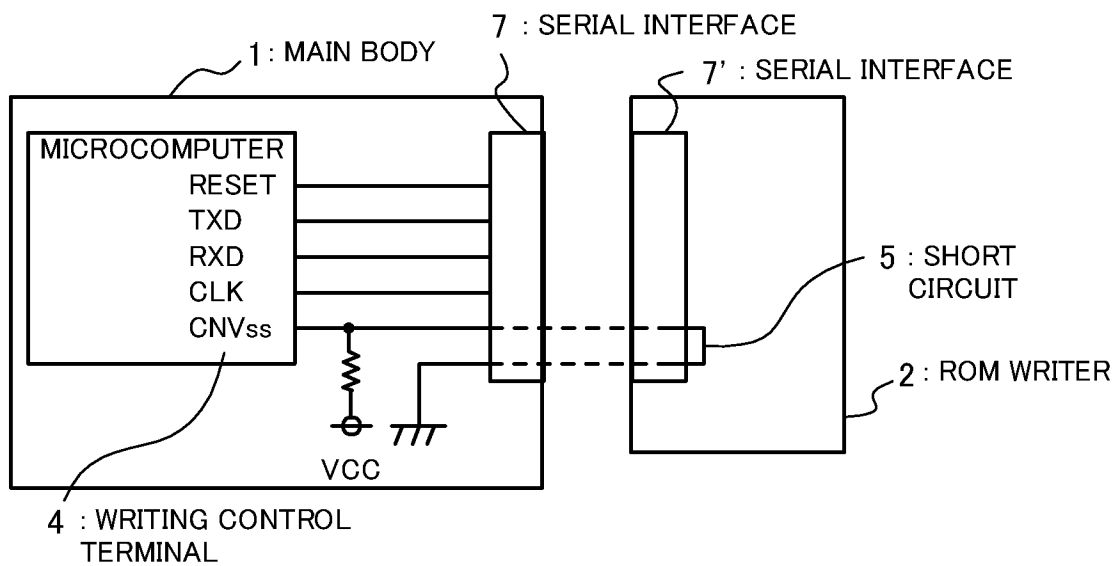 7 : SERIAL INTERFACE
1 : MAIN BODY
7' : SERIAL INTERFACE
MICROCOMPUTER
RESET
TXD
RXD
CLK
CNVss
5 : SHORT
CIRCUIT
2 : ROM WRITER
VCC
4 : WRITING CONTROL
TERMINAL